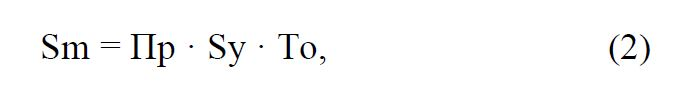 Sm = Пр · Sy · To, (2)